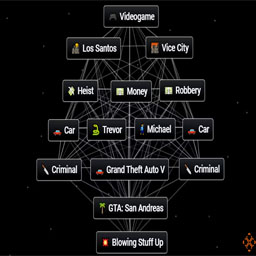 Videogame
Los Santos
Vice City
Heist
Money
Robbery
Car
Trevor
Michael
Car
Criminal
Grand Theft Auto V
Criminal
GTA: San Andreas
Blowing Stuff Up